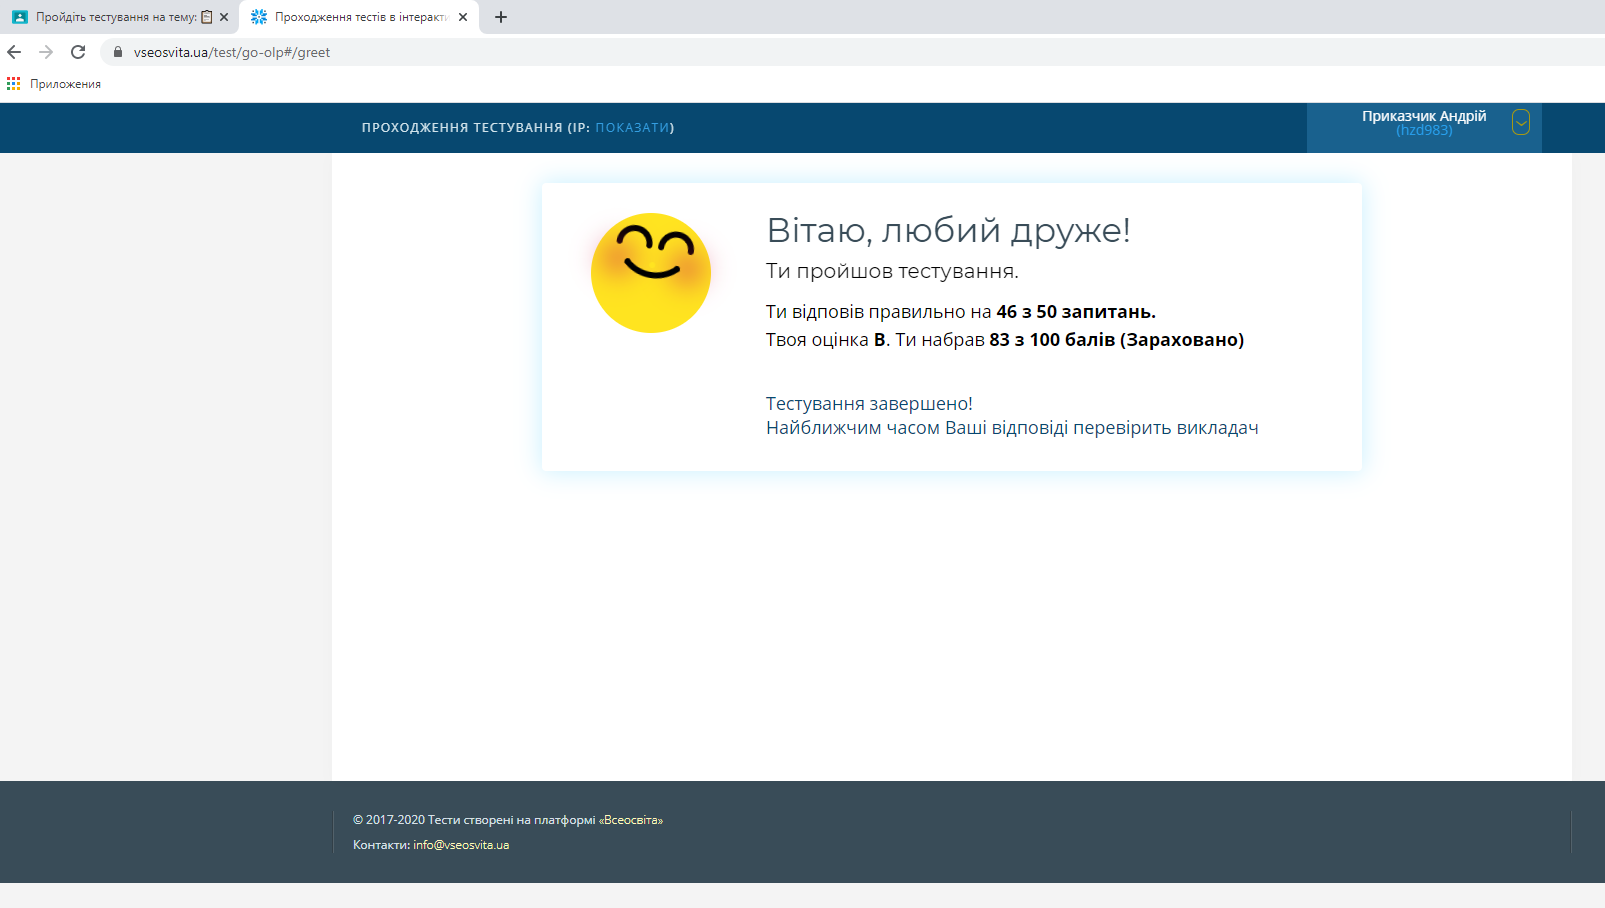 Пройдіть тестування на тему: 📋
Проходження тестів в інтеракти
vseosvita.ua/test/go-olp#/greet
Приложения
ПРОХОДЖЕННЯ ТЕСТУВАННЯ (IP: ПОКАЗАТИ)
Приказчик Андрій
(hzd983)
Вітаю, любий друже!
Ти пройшов тестування.
Ти відповів правильно на 46 з 50 запитань.
Твоя оцінка B. Ти набрав 83 з 100 балів (Зараховано)
Тестування завершено!
Найближчим часом Ваші відповіді перевірить викладач
© 2017-2020 Тести створені на платформі «Всеосвіта»
Контакти: info@vseosvita.ua